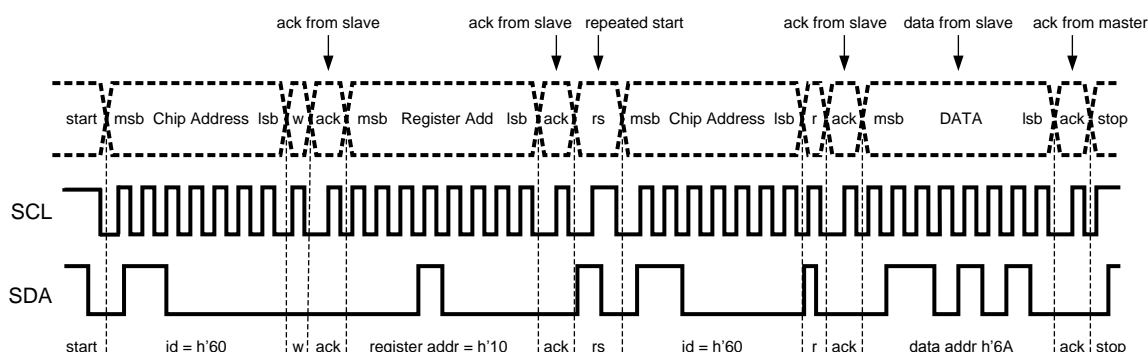 ack from slave ack from slave repeated start ack from slave data from slave ack from master
start msb Chip Address lsb w ack msb Register Add lsb ack rs msb Chip Address lsb r ack msb DATA lsb ack stop
SCL
SDA
start id = h'60 w ack register addr = h'10 ack rs id = h'60 r ack data addr h'6A ack stop